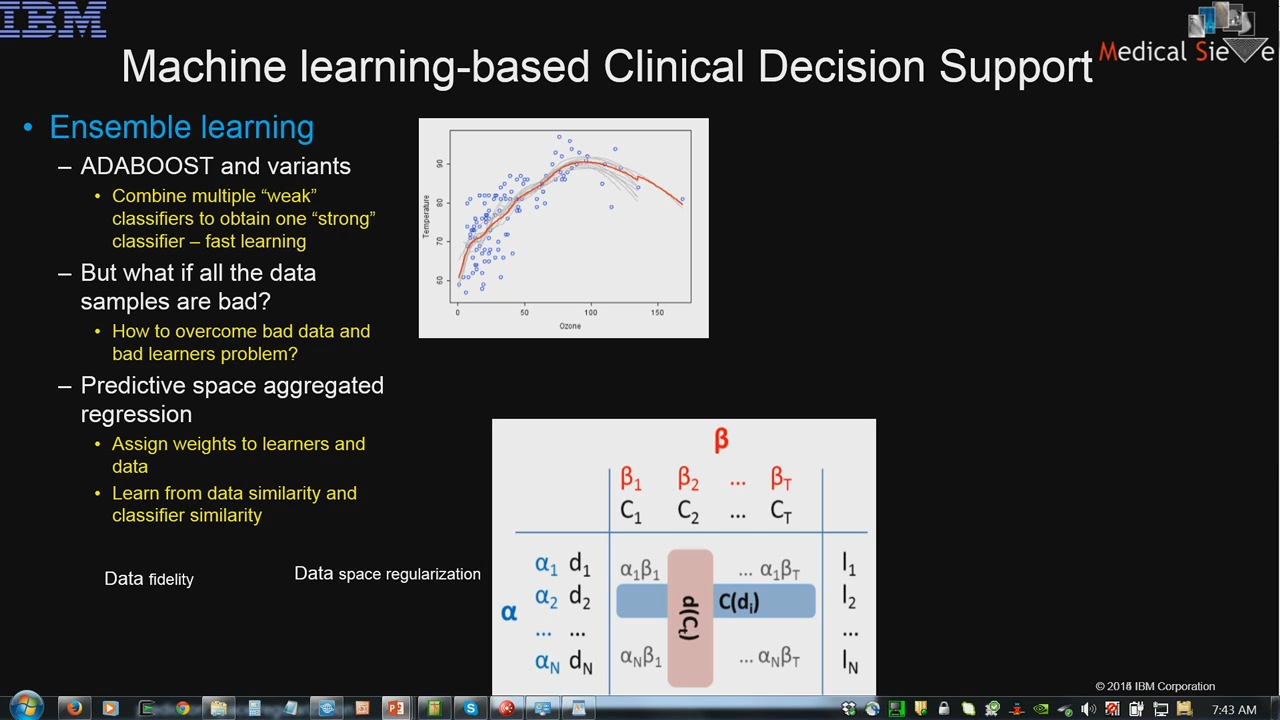 IBM
Medical Sieve
Machine learning-based Clinical Decision Support
• Ensemble learning
– ADABOOST and variants
• Combine multiple “weak”
classifiers to obtain one “strong”
classifier – fast learning
– But what if all the data
samples are bad?
• How to overcome bad data and
bad learners problem?
– Predictive space aggregated
regression
• Assign weights to learners and
data
• Learn from data similarity and
classifier similarity
Data fidelity
Data space regularization
Temperature
90
80
70
60
0 50 100 150
Ozone
β
β1 β2 ... βT
C1 C2 ... CT
α
α1 d1 α1β1 ... α1βT l1
α2 d2 C(di) l2
... ... ...
d(Ct)
αN dN αNβ1 ... αNβT lN
IBM Corporation
7:43 AM